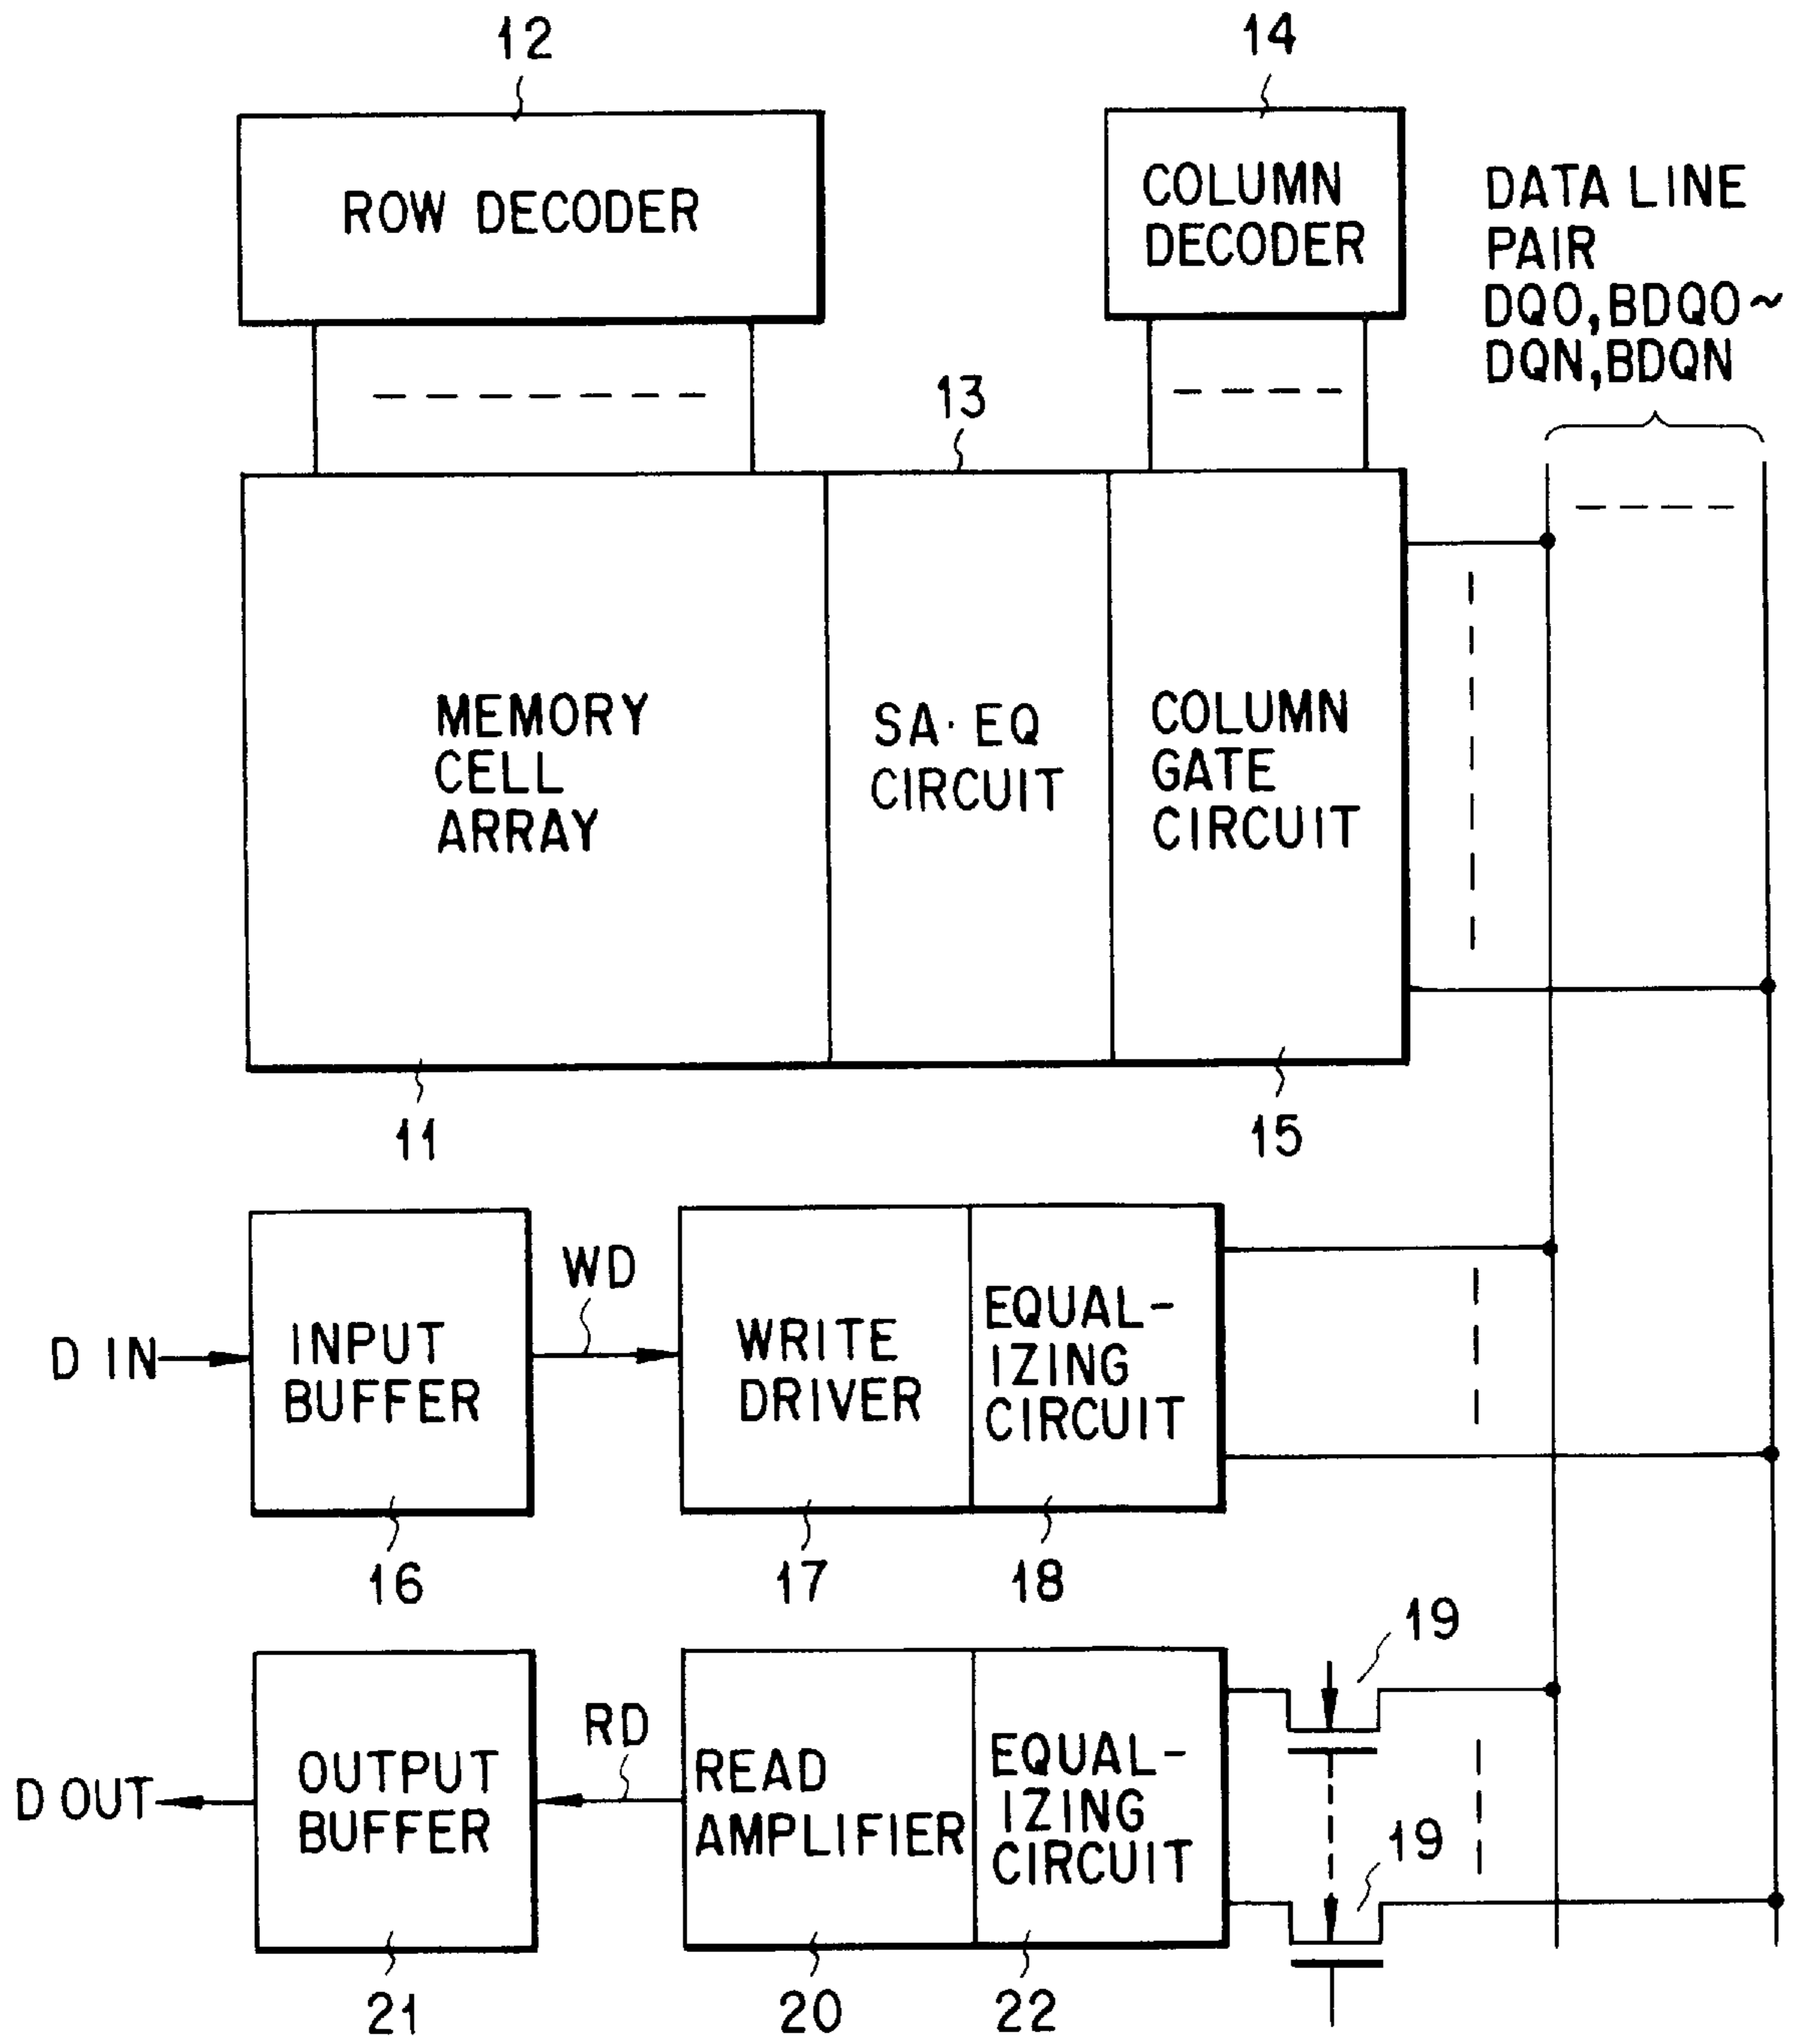 12
14
ROW DECODER
COLUMN
DECODER
DATA LINE
PAIR
DQ0, BDQ0~
DQN, BDQN
13
MEMORY
CELL
ARRAY
SA·EQ
CIRCUIT
COLUMN
GATE
CIRCUIT
11
15
D IN
INPUT
BUFFER
WD
WRITE
DRIVER
EQUAL-
IZING
CIRCUIT
16
17
18
19
D OUT
OUTPUT
BUFFER
RD
READ
AMPLIFIER
EQUAL-
IZING
CIRCUIT
19
21
20
22